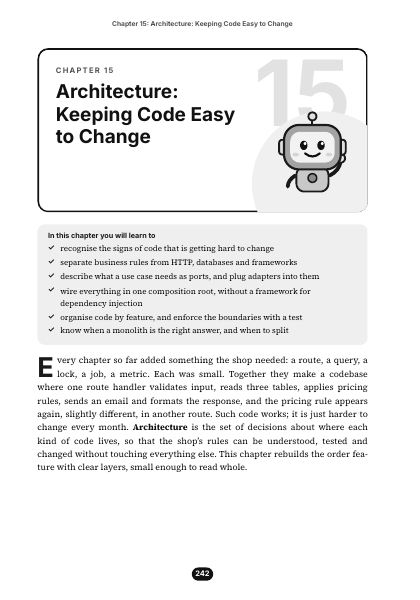 Chapter 15: Architecture: Keeping Code Easy to Change
CHAPTER 15
15
Architecture:
Keeping Code Easy
to Change
In this chapter you will learn to
✓ recognise the signs of code that is getting hard to change
✓ separate business rules from HTTP, databases and frameworks
✓ describe what a use case needs as ports, and plug adapters into them
✓ wire everything in one composition root, without a framework for
dependency injection
✓ organise code by feature, and enforce the boundaries with a test
✓ know when a monolith is the right answer, and when to split
Every chapter so far added something the shop needed: a route, a query, a
lock, a job, a metric. Each was small. Together they make a codebase
where one route handler validates input, reads three tables, applies pricing
rules, sends an email and formats the response, and the pricing rule appears
again, slightly different, in another route. Such code works; it is just harder to
change every month. Architecture is the set of decisions about where each
kind of code lives, so that the shop's rules can be understood, tested and
changed without touching everything else. This chapter rebuilds the order fea-
ture with clear layers, small enough to read whole.
242